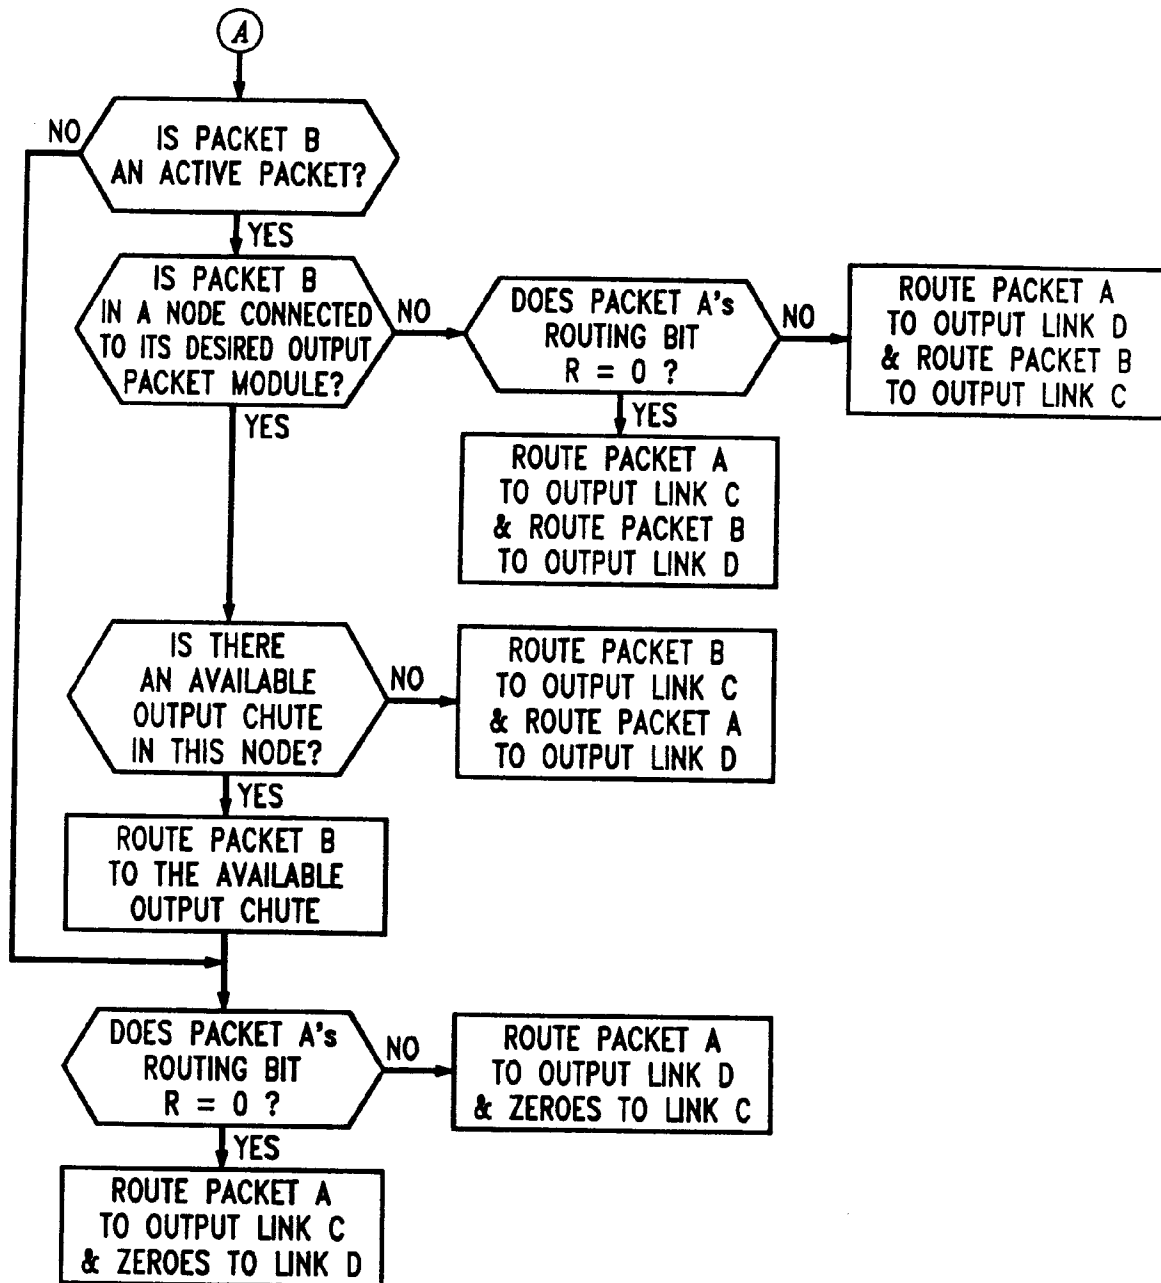 A
NO
IS PACKET B
AN ACTIVE PACKET?
YES
IS PACKET B
IN A NODE CONNECTED
TO ITS DESIRED OUTPUT
PACKET MODULE?
NO
DOES PACKET A's
ROUTING BIT
R = 0 ?
NO
ROUTE PACKET A
TO OUTPUT LINK D
& ROUTE PACKET B
TO OUTPUT LINK C
YES
YES
ROUTE PACKET A
TO OUTPUT LINK C
& ROUTE PACKET B
TO OUTPUT LINK D
IS THERE
AN AVAILABLE
OUTPUT CHUTE
IN THIS NODE?
NO
ROUTE PACKET B
TO OUTPUT LINK C
& ROUTE PACKET A
TO OUTPUT LINK D
YES
ROUTE PACKET B
TO THE AVAILABLE
OUTPUT CHUTE
DOES PACKET A's
ROUTING BIT
R = 0 ?
NO
ROUTE PACKET A
TO OUTPUT LINK D
& ZEROES TO LINK C
YES
ROUTE PACKET A
TO OUTPUT LINK C
& ZEROES TO LINK D